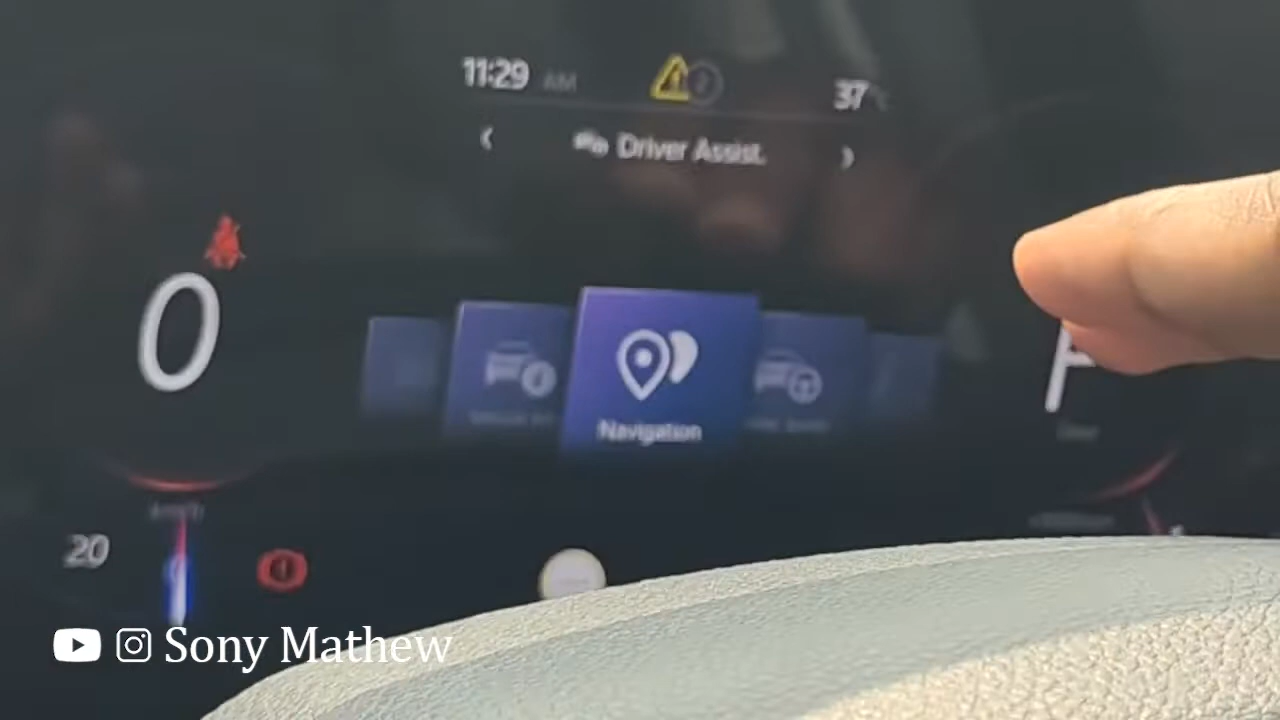 11:29 AM
37°C
Driver Assist.
0
Navigation
20
Sony Mathew